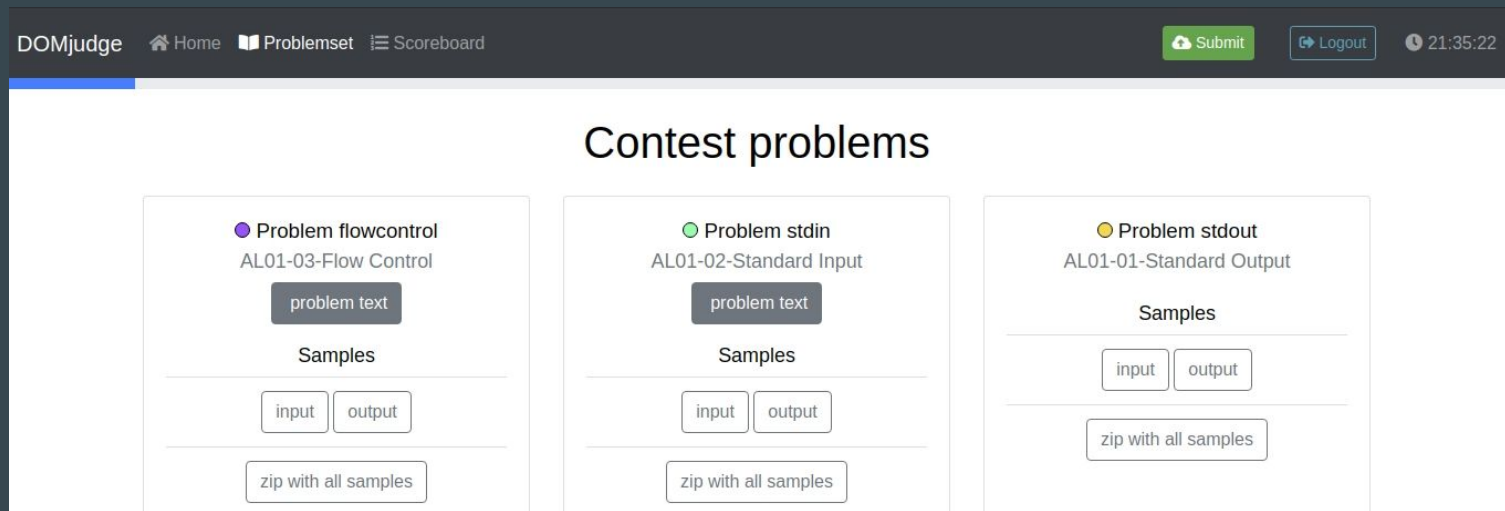 DOMjudge Home Problemset Scoreboard Submit Logout 21:35:22
Contest problems
Problem flowcontrol
AL01-03-Flow Control
problem text
Samples
input output
zip with all samples
Problem stdin
AL01-02-Standard Input
problem text
Samples
input output
zip with all samples
Problem stdout
AL01-01-Standard Output
Samples
input output
zip with all samples